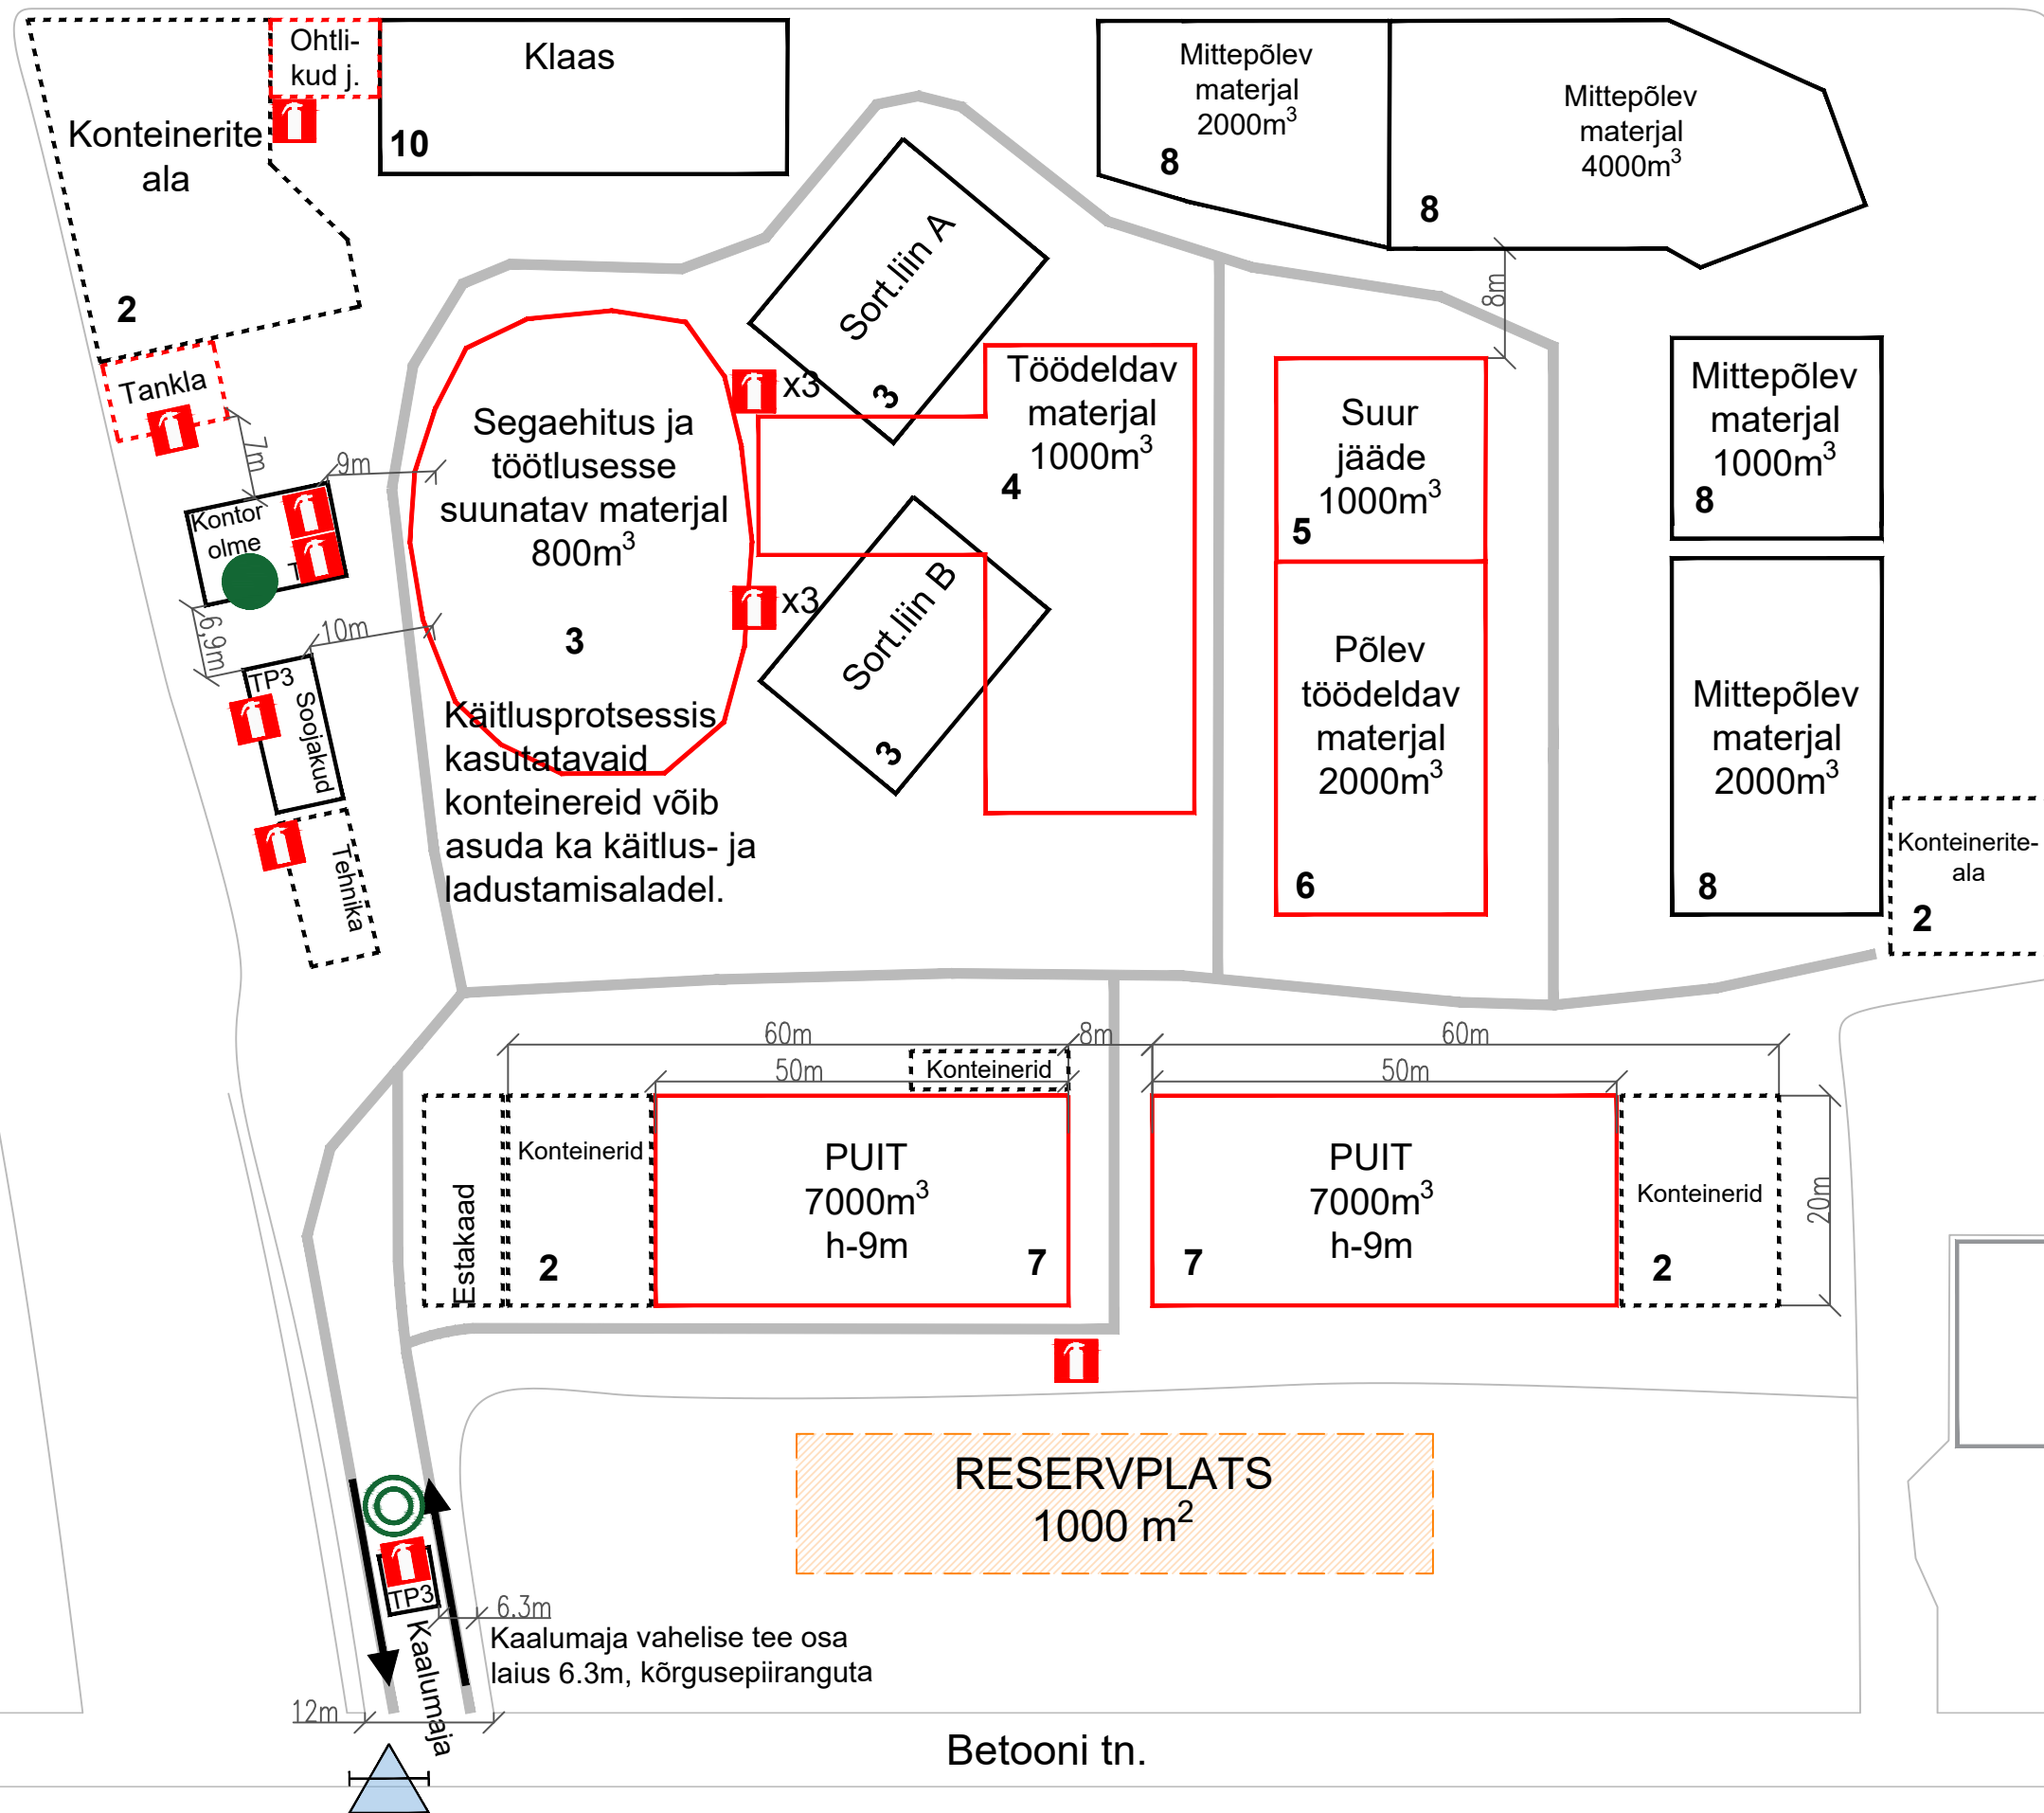 Ohtli-
kud j.
Klaas
10
Konteinerite
ala
2
Mittepõlev
materjal
2000m³
8
Mittepõlev
materjal
4000m³
8
8m
Sort.liin A
3
Tankla
7m
9m
Kontor
olme
6,9m
10m
TP3
Soojakud
Tehnika
Segaehitus ja
töötlusesse
suunatav materjal
800m³
3
x3
x3
Käitlusprotsessis
kasutatavaid
konteinereid võib
asuda ka käitlus- ja
ladustamisaladel.
Sort.liin B
3
Töödeldav
materjal
1000m³
4
Suur
jääde
1000m³
5
Põlev
töödeldav
materjal
2000m³
6
Mittepõlev
materjal
1000m³
8
Mittepõlev
materjal
2000m³
8
Konteinerite-
ala
2
60m
8m
60m
50m
Konteinerid
50m
Estakaad
Konteinerid
2
PUIT
7000m³
h-9m
7
PUIT
7000m³
h-9m
7
Konteinerid
2
20m
RESERVPLATS
1000 m²
TP3
Kaalumaja
6.3m
Kaalumaja vahelise tee osa
laius 6.3m, kõrgusepiiranguta
12m
Betooni tn.